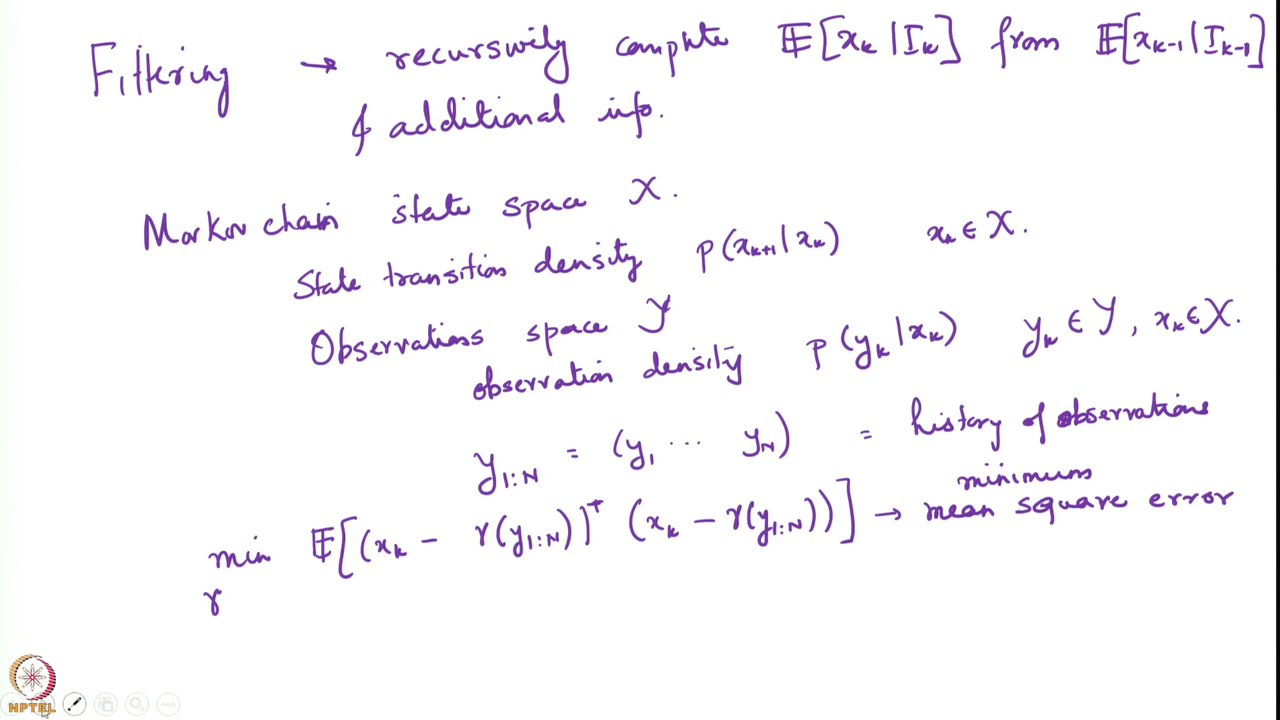 Filtering → recursively compute 𝔼[x_k | I_k] from 𝔼[x_{k-1} | I_{k-1}]
& additional info.
Markov chain state space X.
State transition density p(x_{k+1} | x_k) x_k ∈ X.
Observations space Y
observation density p(y_k | x_k) y_k ∈ Y, x_k ∈ X.
y_{1:N} = (y_1 ... y_N) = history of observations
min_γ 𝔼[(x_k - γ(y_{1:N}))^T (x_k - γ(y_{1:N}))] → minimum mean square error
NPTEL